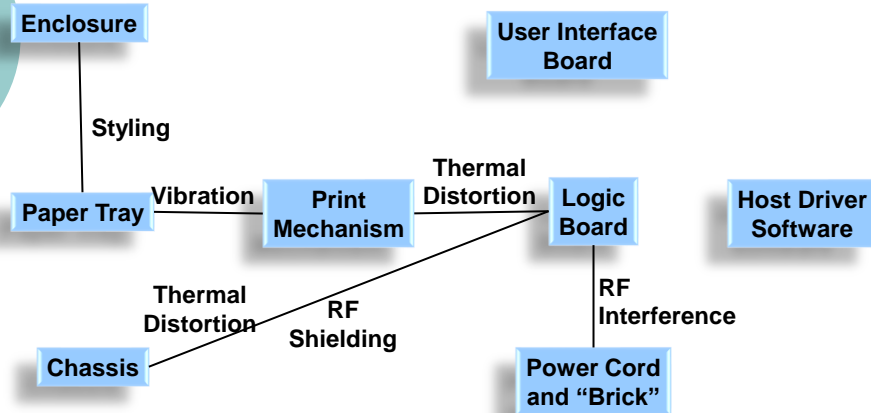 Enclosure
User Interface
Board
Styling
Paper Tray
Vibration
Print
Mechanism
Thermal
Distortion
Logic
Board
Host Driver
Software
Thermal
Distortion
RF
Shielding
RF
Interference
Chassis
Power Cord
and “Brick”